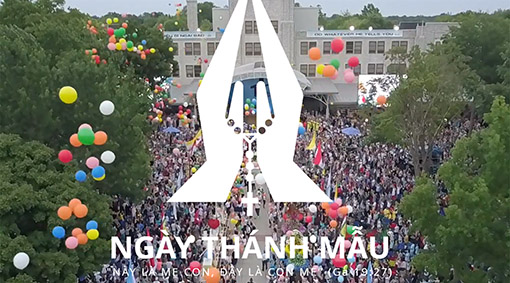 DO WHATEVER HE TELLS YOU
NGÀY THÁNH MẪU
"NÀY LÀ MẸ CON, ĐÂY LÀ CON MẸ" (Ga 19:27)